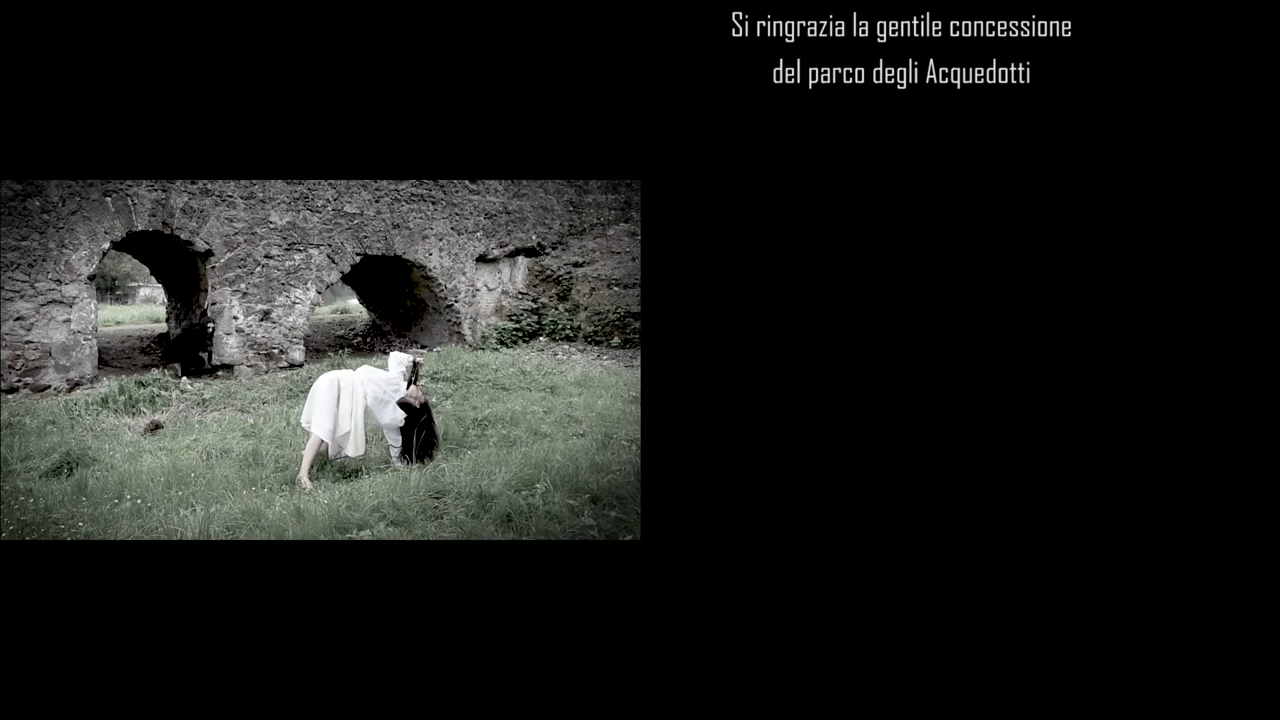 Si ringrazia la gentile concessione
del parco degli Acquedotti